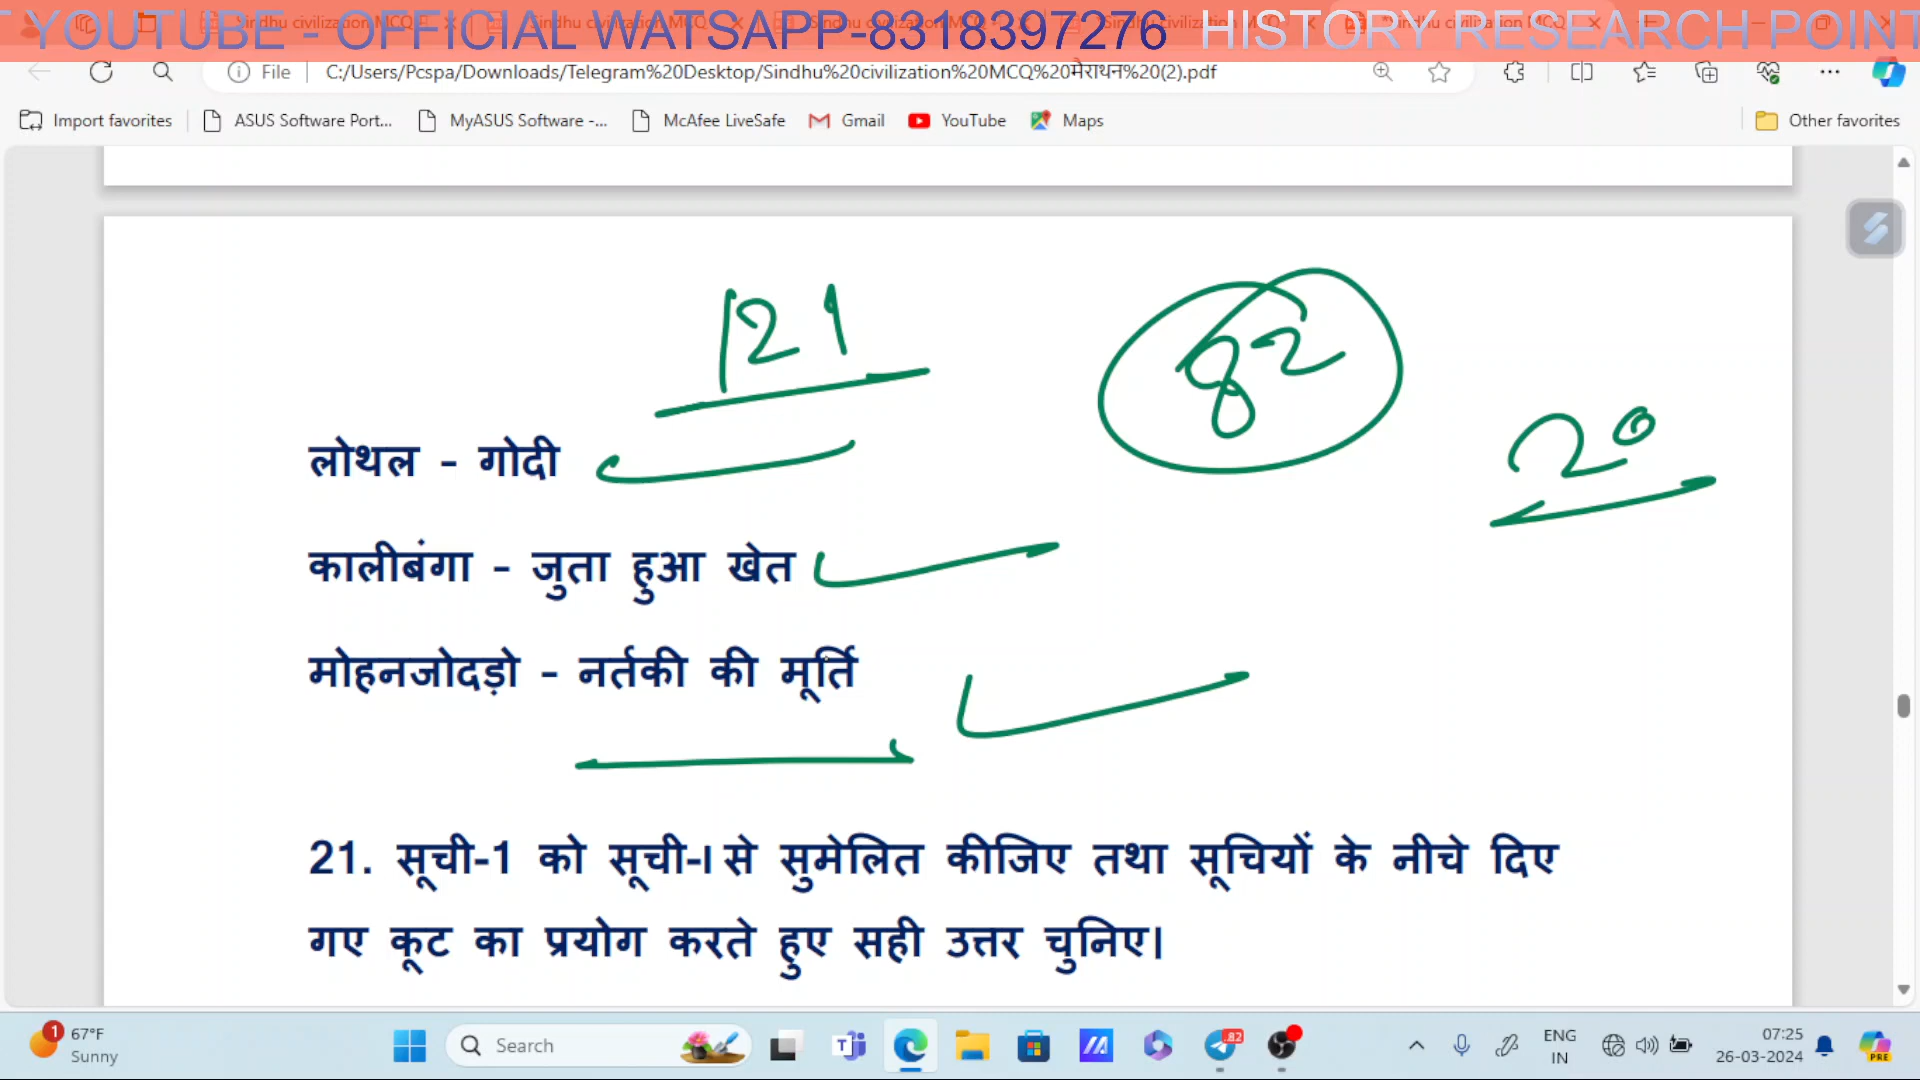 YOUTUBE - OFFICIAL WATSAPP-8318397276 HISTORY RESEARCH POINT
File C:/Users/Pcspa/Downloads/Telegram%20Desktop/Sindhu%20civilization%20MCQ%20मैराथन%20(2).pdf
Import favorites ASUS Software Port... MyASUS Software -... McAfee LiveSafe Gmail YouTube Maps Other favorites
121 82
20
लोथल - गोदी
कालीबंगा - जुता हुआ खेत
मोहनजोदड़ो - नर्तकी की मूर्ति
21. सूची-1 को सूची-I से सुमेलित कीजिए तथा सूचियों के नीचे दिए
गए कूट का प्रयोग करते हुए सही उत्तर चुनिए।
1 67°F
Sunny
Search
82
ENG
IN
07:25
26-03-2024
PRE